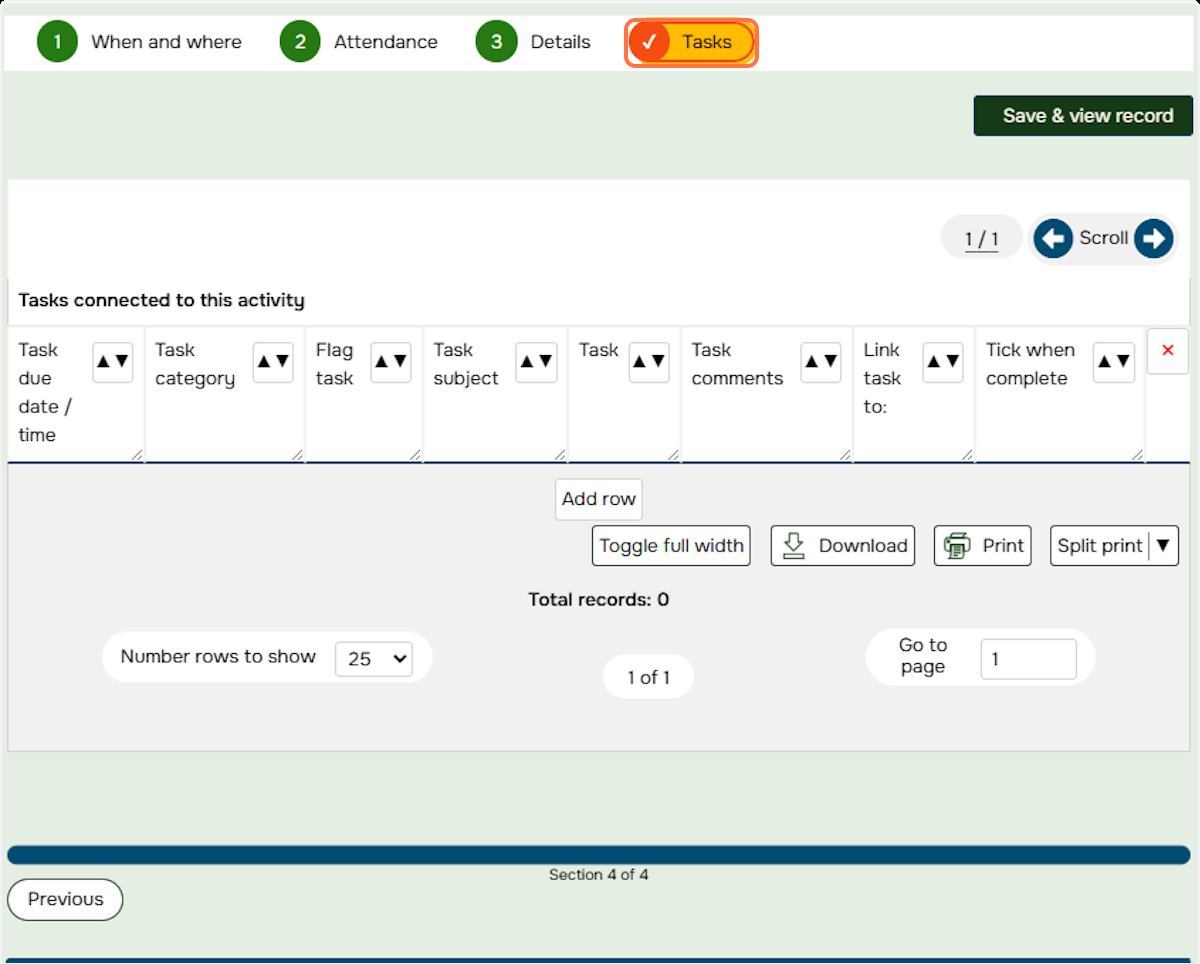 1 When and where 2 Attendance 3 Details ✓ Tasks
Save & view record
1 / 1 Scroll
Tasks connected to this activity
Task due date / time ▲▼ Task category ▲▼ Flag task ▲▼ Task subject ▲▼ Task ▲▼ Task comments ▲▼ Link task to: ▲▼ Tick when complete ▲▼ ✕
Add row
Toggle full width Download Print Split print ▼
Total records: 0
Number rows to show 25
1 of 1
Go to page 1
Section 4 of 4
Previous